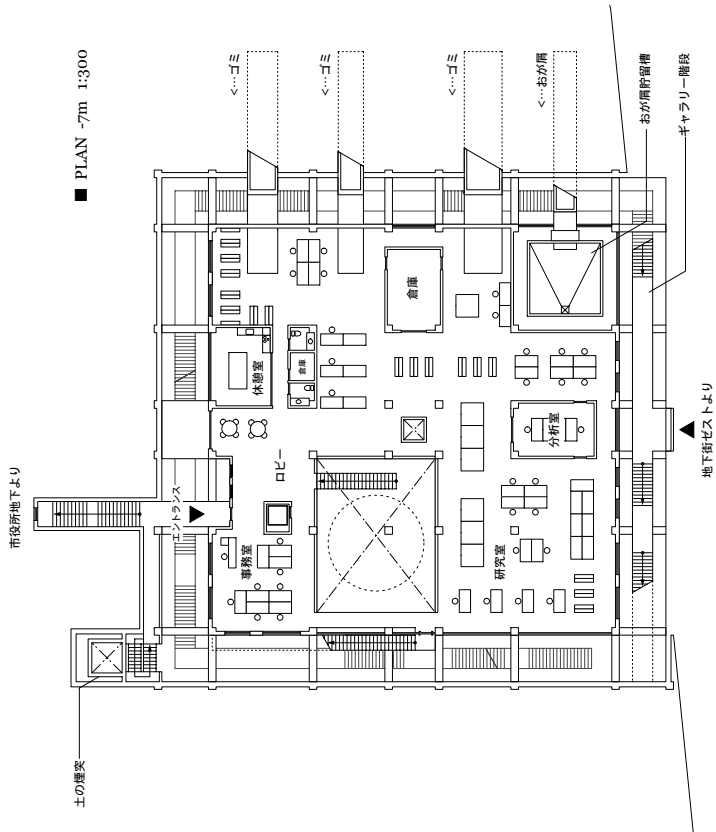 ■ PLAN -7m 1:300
<…ゴミ
<…ゴミ
<…ゴミ
<…おが屑
おが屑貯留槽
ギャラリー階段
倉庫
休憩室
倉庫
ロビー
分析室
地下街ゼストより
市役所地下より
エントランス
事務室
研究室
土の煙突